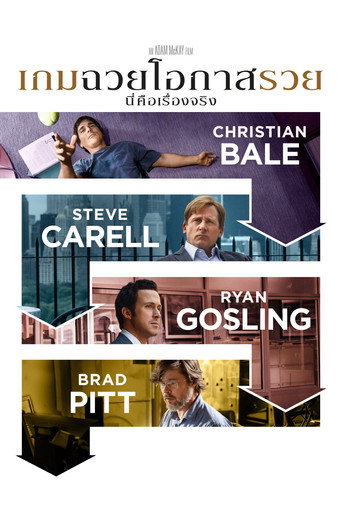 AN ADAM McKAY FILM
เกมฉวยโอกาสรวย
นี่คือเรื่องจริง
CHRISTIAN
BALE
STEVE
CARELL
RYAN
GOSLING
BRAD
PITT